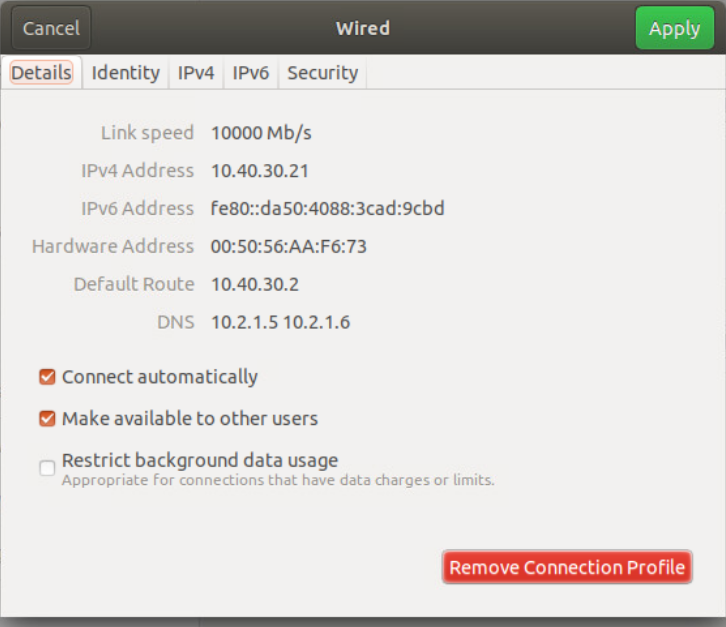 Cancel Wired Apply
Details Identity IPv4 IPv6 Security
Link speed 10000 Mb/s
IPv4 Address 10.40.30.21
IPv6 Address fe80::da50:4088:3cad:9cbd
Hardware Address 00:50:56:AA:F6:73
Default Route 10.40.30.2
DNS 10.2.1.5 10.2.1.6
Connect automatically
Make available to other users
Restrict background data usage
Appropriate for connections that have data charges or limits.
Remove Connection Profile